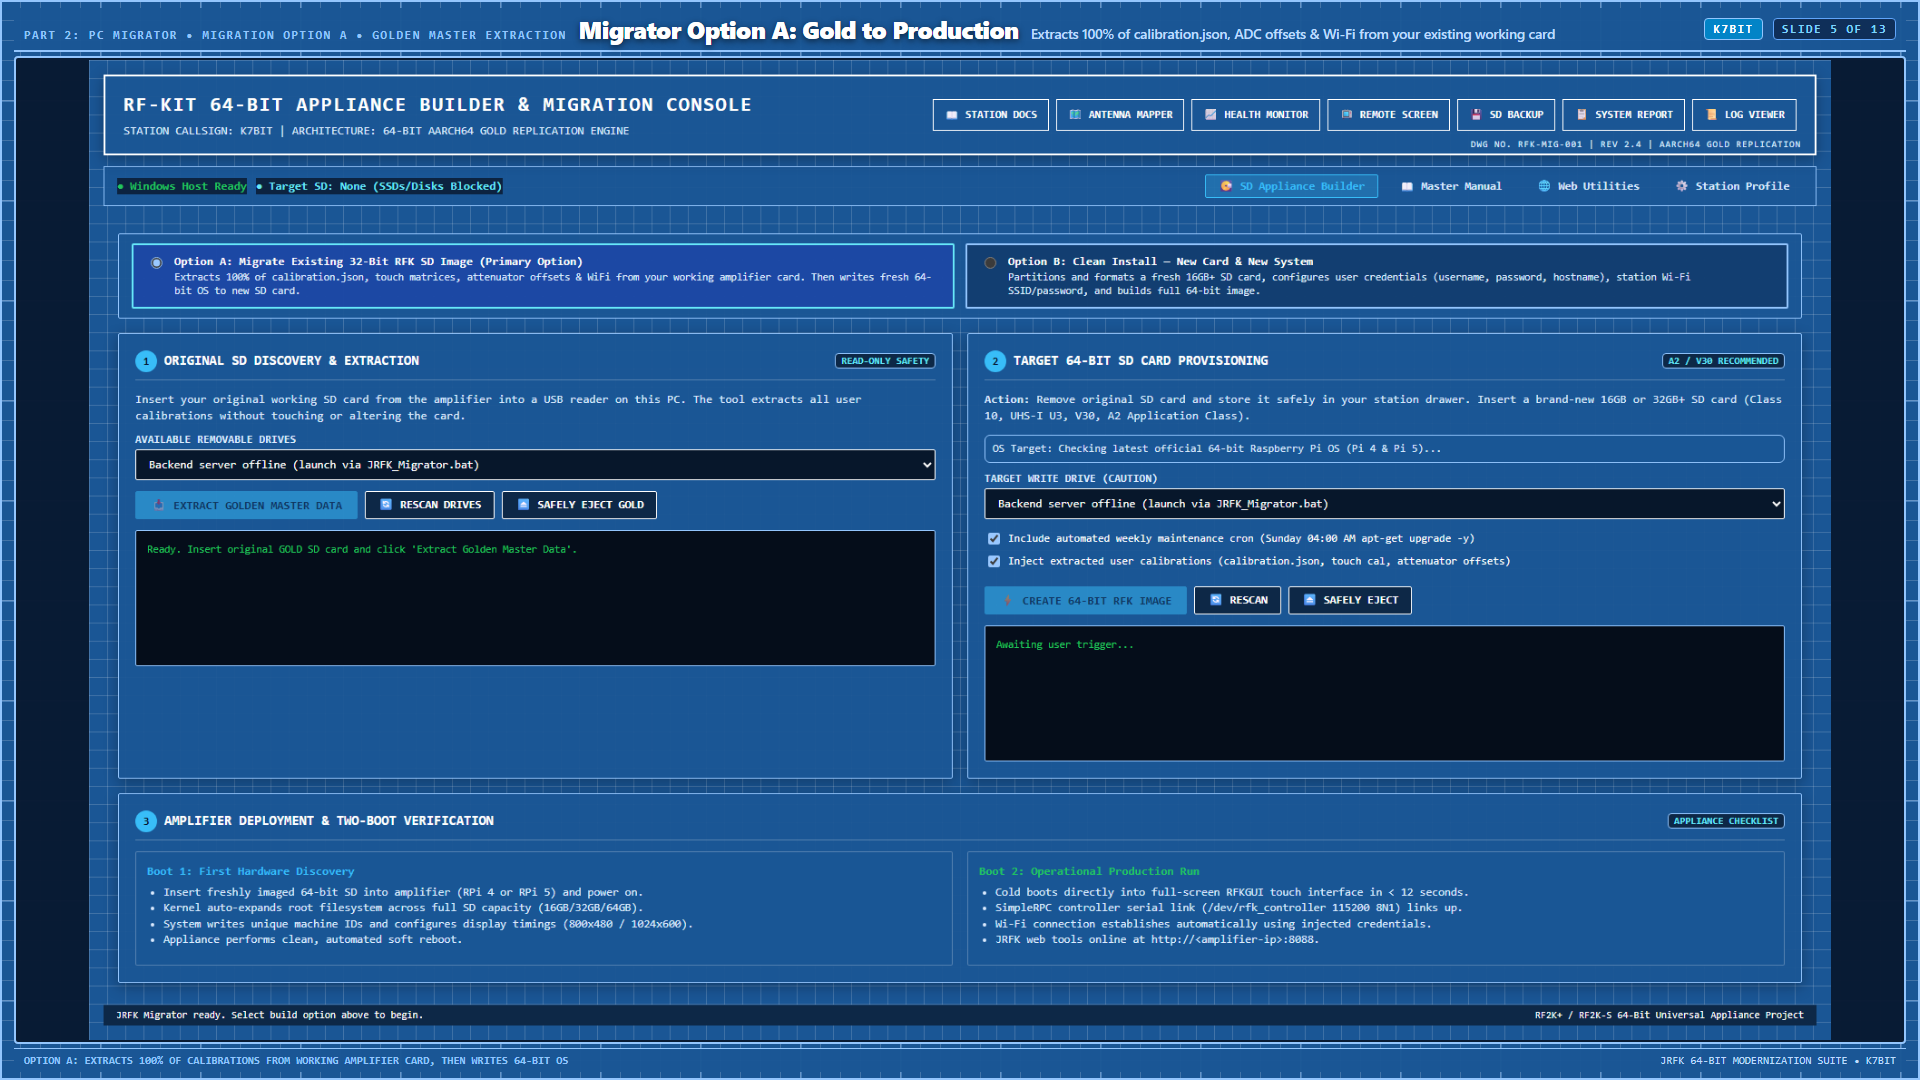 PART 2: PC MIGRATOR • MIGRATION OPTION A • GOLDEN MASTER EXTRACTION
Migrator Option A: Gold to Production
Extracts 100% of calibration.json, ADC offsets & Wi-Fi from your existing working card
K7BIT
SLIDE 5 OF 13
RF-KIT 64-BIT APPLIANCE BUILDER & MIGRATION CONSOLE
STATION CALLSIGN: K7BIT | ARCHITECTURE: 64-BIT AARCH64 GOLD REPLICATION ENGINE
STATION DOCS
ANTENNA MAPPER
HEALTH MONITOR
REMOTE SCREEN
SD BACKUP
SYSTEM REPORT
LOG VIEWER
DWG NO. RFK-MIG-001 | REV 2.4 | AARCH64 GOLD REPLICATION
• Windows Host Ready
• Target SD: None (SSDs/Disks Blocked)
SD Appliance Builder
Master Manual
Web Utilities
Station Profile
Option A: Migrate Existing 32-Bit RFK SD Image (Primary Option)
Extracts 100% of calibration.json, touch matrices, attenuator offsets & WiFi from your working amplifier card. Then writes fresh 64-
bit OS to new SD card.
Option B: Clean Install — New Card & New System
Partitions and formats a fresh 16GB+ SD card, configures user credentials (username, password, hostname), station Wi-Fi
SSID/password, and builds full 64-bit image.
1 ORIGINAL SD DISCOVERY & EXTRACTION
READ-ONLY SAFETY
Insert your original working SD card from the amplifier into a USB reader on this PC. The tool extracts all user
calibrations without touching or altering the card.
AVAILABLE REMOVABLE DRIVES
Backend server offline (launch via JRFK_Migrator.bat)
EXTRACT GOLDEN MASTER DATA
RESCAN DRIVES
SAFELY EJECT GOLD
Ready. Insert original GOLD SD card and click 'Extract Golden Master Data'.
2 TARGET 64-BIT SD CARD PROVISIONING
A2 / V30 RECOMMENDED
Action: Remove original SD card and store it safely in your station drawer. Insert a brand-new 16GB or 32GB+ SD card (Class
10, UHS-I U3, V30, A2 Application Class).
OS Target: Checking latest official 64-bit Raspberry Pi OS (Pi 4 & Pi 5)...
TARGET WRITE DRIVE (CAUTION)
Backend server offline (launch via JRFK_Migrator.bat)
Include automated weekly maintenance cron (Sunday 04:00 AM apt-get upgrade -y)
Inject extracted user calibrations (calibration.json, touch cal, attenuator offsets)
CREATE 64-BIT RFK IMAGE
RESCAN
SAFELY EJECT
Awaiting user trigger...
3 AMPLIFIER DEPLOYMENT & TWO-BOOT VERIFICATION
APPLIANCE CHECKLIST
Boot 1: First Hardware Discovery
• Insert freshly imaged 64-bit SD into amplifier (RPi 4 or RPi 5) and power on.
• Kernel auto-expands root filesystem across full SD capacity (16GB/32GB/64GB).
• System writes unique machine IDs and configures display timings (800x480 / 1024x600).
• Appliance performs clean, automated soft reboot.
Boot 2: Operational Production Run
• Cold boots directly into full-screen RFKGUI touch interface in < 12 seconds.
• SimpleRPC controller serial link (/dev/rfk_controller 115200 8N1) links up.
• Wi-Fi connection establishes automatically using injected credentials.
• JRFK web tools online at http://<amplifier-ip>:8088.
JRFK Migrator ready. Select build option above to begin.
RF2K+ / RF2K-S 64-Bit Universal Appliance Project
OPTION A: EXTRACTS 100% OF CALIBRATIONS FROM WORKING AMPLIFIER CARD, THEN WRITES 64-BIT OS
JRFK 64-BIT MODERNIZATION SUITE • K7BIT